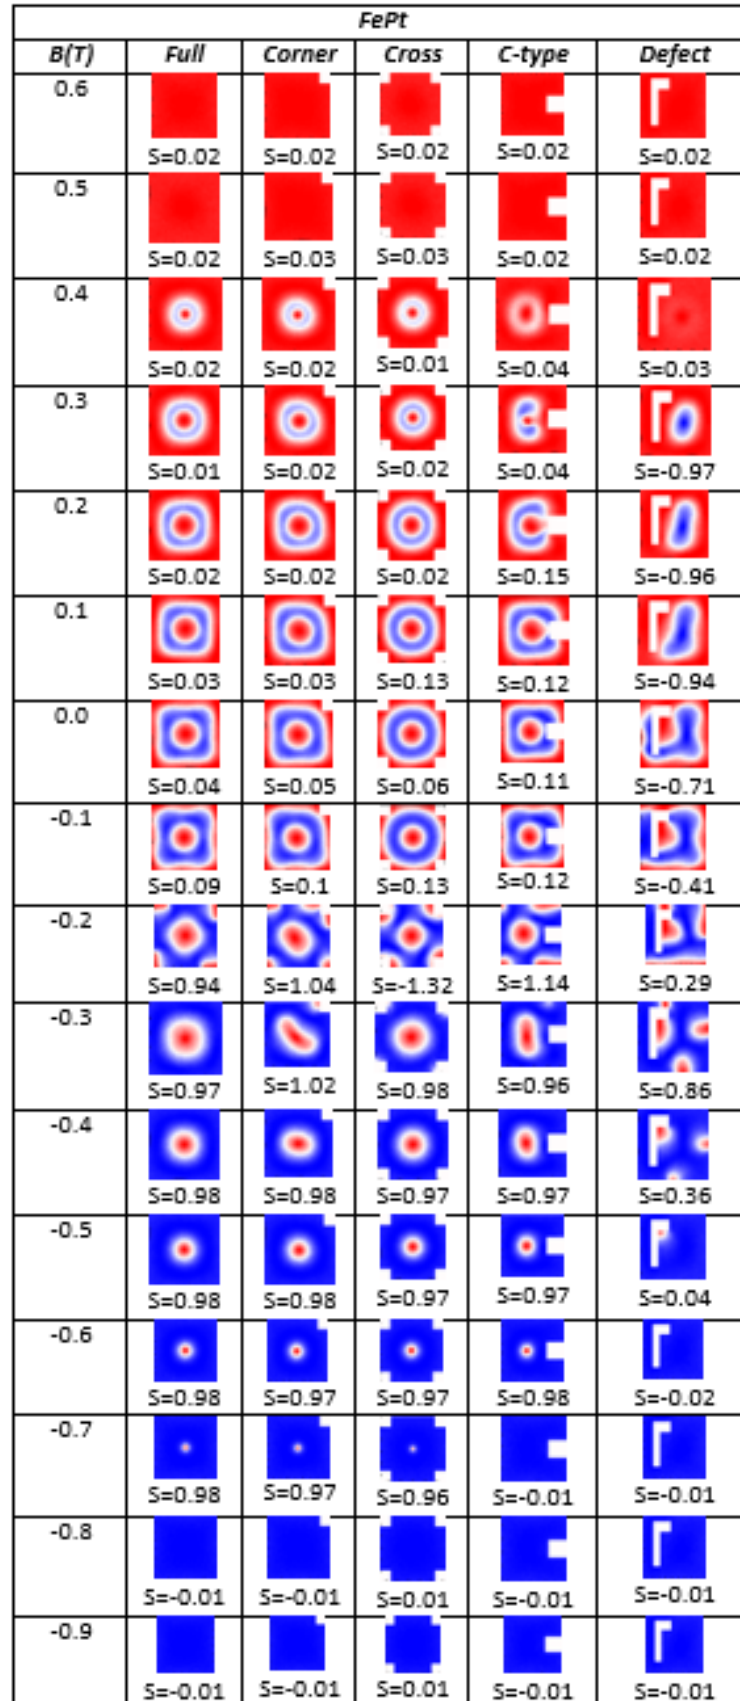 FePt
B(T) Full Corner Cross C-type Defect
0.6
S=0.02 S=0.02 S=0.02 S=0.02 S=0.02
0.5
S=0.02 S=0.03 S=0.03 S=0.02 S=0.02
0.4
S=0.02 S=0.02 S=0.01 S=0.04 S=0.03
0.3
S=0.01 S=0.02 S=0.02 S=0.04 S=-0.97
0.2
S=0.02 S=0.02 S=0.02 S=0.15 S=-0.96
0.1
S=0.03 S=0.03 S=0.13 S=0.12 S=-0.94
0.0
S=0.04 S=0.05 S=0.06 S=0.11 S=-0.71
-0.1
S=0.09 S=0.1 S=0.13 S=0.12 S=-0.41
-0.2
S=0.94 S=1.04 S=-1.32 S=1.14 S=0.29
-0.3
S=0.97 S=1.02 S=0.98 S=0.96 S=0.86
-0.4
S=0.98 S=0.98 S=0.97 S=0.97 S=0.36
-0.5
S=0.98 S=0.98 S=0.97 S=0.97 S=0.04
-0.6
S=0.98 S=0.97 S=0.97 S=0.98 S=-0.02
-0.7
S=0.98 S=0.97 S=0.96 S=-0.01 S=-0.01
-0.8
S=-0.01 S=-0.01 S=0.01 S=-0.01 S=-0.01
-0.9
S=-0.01 S=-0.01 S=0.01 S=-0.01 S=-0.01